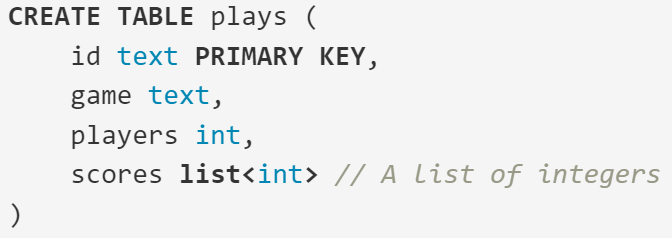 CREATE TABLE plays (
    id text PRIMARY KEY,
    game text,
    players int,
    scores list<int> // A list of integers
)